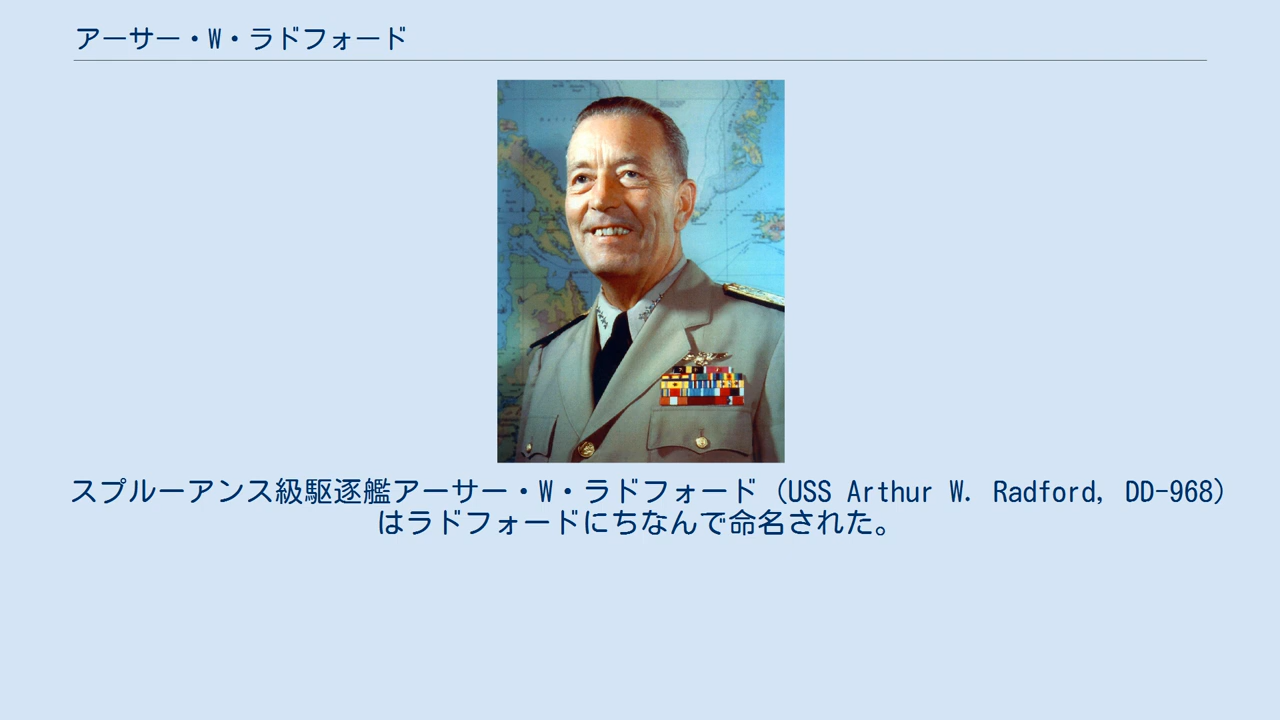 アーサー・W・ラドフォード
スプルーアンス級駆逐艦アーサー・W・ラドフォード (USS Arthur W. Radford, DD-968)
はラドフォードにちなんで命名された。